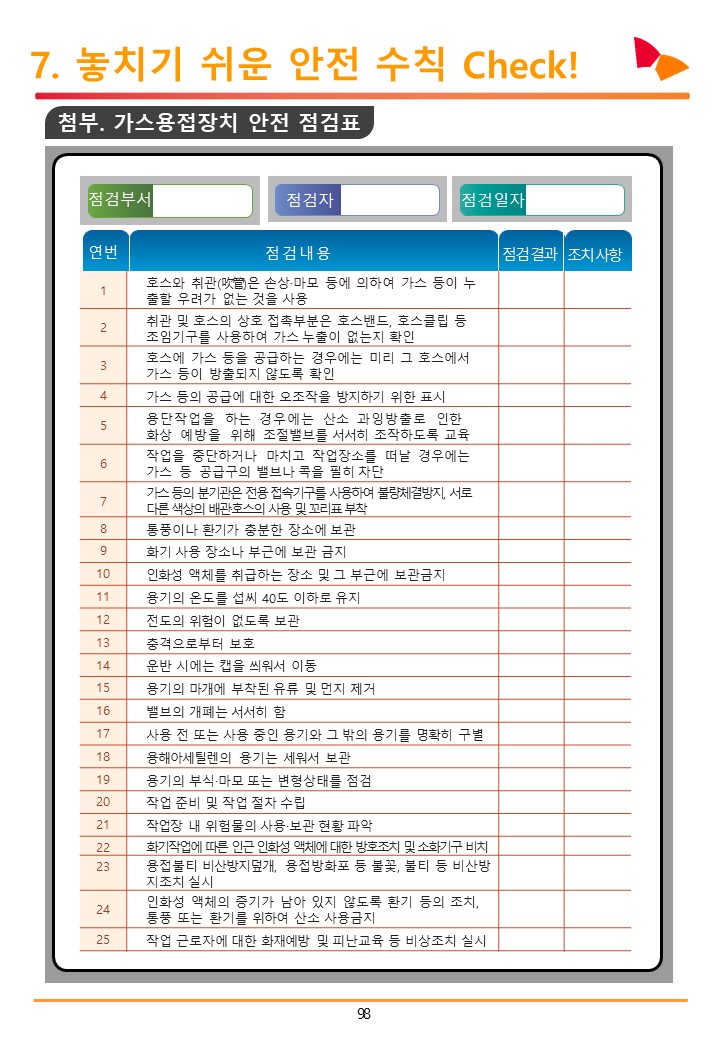 7. 놓치기 쉬운 안전 수칙 Check!
첨부. 가스용접장치 안전 점검표
점검부서 점검자 점검일자
연번 점검내용 점검결과 조치사항
1 호스와 취관(吹管)은 손상·마모 등에 의하여 가스 등이 누
출할 우려가 없는 것을 사용
2 취관 및 호스의 상호 접촉부분은 호스밴드, 호스클립 등
조임기구를 사용하여 가스누출이 없는지 확인
3 호스에 가스 등을 공급하는 경우에는 미리 그 호스에서
가스 등이 방출되지 않도록 확인
4 가스 등의 공급에 대한 오조작을 방지하기 위한 표시
5 용단작업을 하는 경우에는 산소 과잉방출로 인한
화상 예방을 위해 조절밸브를 서서히 조작하도록 교육
6 작업을 중단하거나 마치고 작업장소를 떠날 경우에는
가스 등 공급구의 밸브나 콕을 필히 차단
7 가스 등의 분기관은 전용 접속기구를 사용하여 불량체결방지, 서로
다른 색상의 배관호스의 사용 및 꼬리표 부착
8 통풍이나 환기가 충분한 장소에 보관
9 화기 사용 장소나 부근에 보관 금지
10 인화성 액체를 취급하는 장소 및 그 부근에 보관금지
11 용기의 온도를 섭씨 40도 이하로 유지
12 전도의 위험이 없도록 보관
13 충격으로부터 보호
14 운반 시에는 캡을 씌워서 이동
15 용기의 마개에 부착된 유류 및 먼지 제거
16 밸브의 개폐는 서서히 함
17 사용 전 또는 사용 중인 용기와 그 밖의 용기를 명확히 구별
18 용해아세틸렌의 용기는 세워서 보관
19 용기의 부식·마모 또는 변형상태를 점검
20 작업 준비 및 작업 절차 수립
21 작업장 내 위험물의 사용·보관 현황 파악
22 화기작업에 따른 인근 인화성 액체에 대한 방호조치 및 소화기구 비치
23 용접불티 비산방지덮개, 용접방화포 등 불꽃, 불티 등 비산방
지조치 실시
24 인화성 액체의 증기가 남아 있지 않도록 환기 등의 조치,
통풍 또는 환기를 위하여 산소 사용금지
25 작업 근로자에 대한 화재예방 및 피난교육 등 비상조치 실시
98